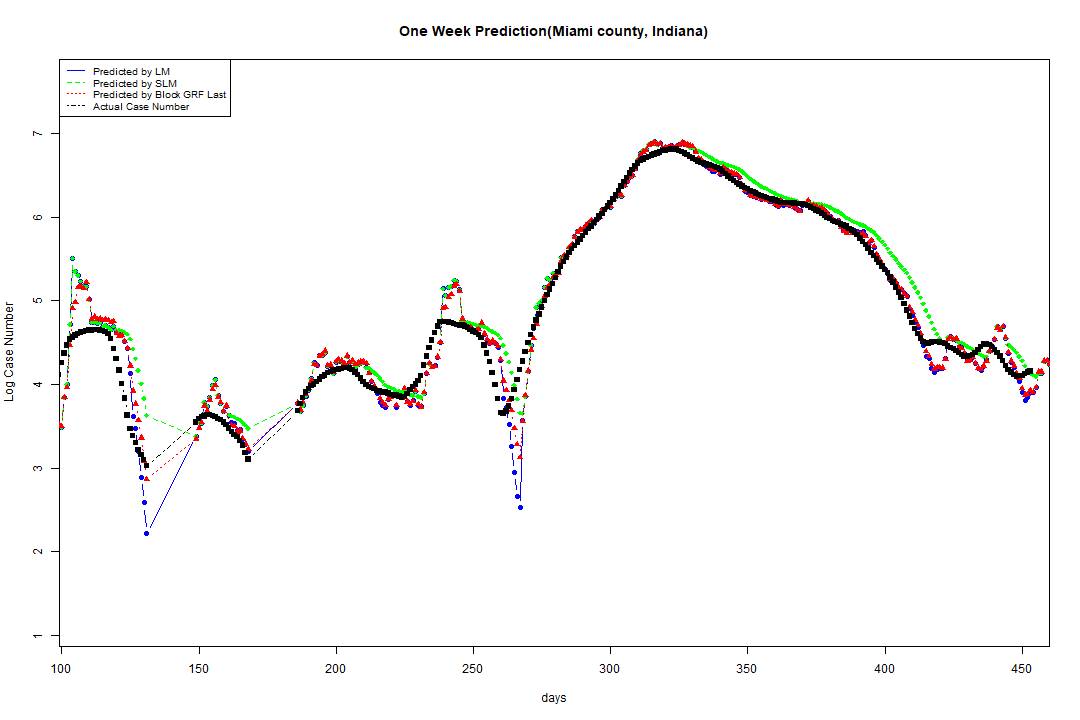 One Week Prediction(Miami county, Indiana)
Predicted by LM
Predicted by SLM
Predicted by Block GRF Last
Actual Case Number
7
6
5
4
3
2
1
Log Case Number
100 150 200 250 300 350 400 450
days